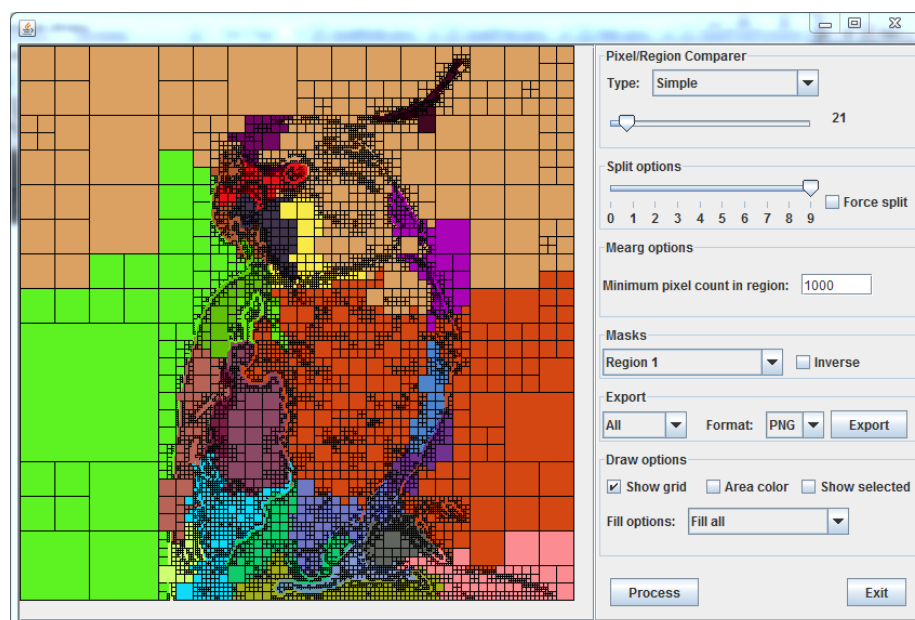 Pixel/Region Comparer
Type: Simple
21
Split options
Force split
0 1 2 3 4 5 6 7 8 9
Mearg options
Minimum pixel count in region: 1000
Masks
Region 1 Inverse
Export
All Format: PNG Export
Draw options
Show grid Area color Show selected
Fill options: Fill all
Process Exit